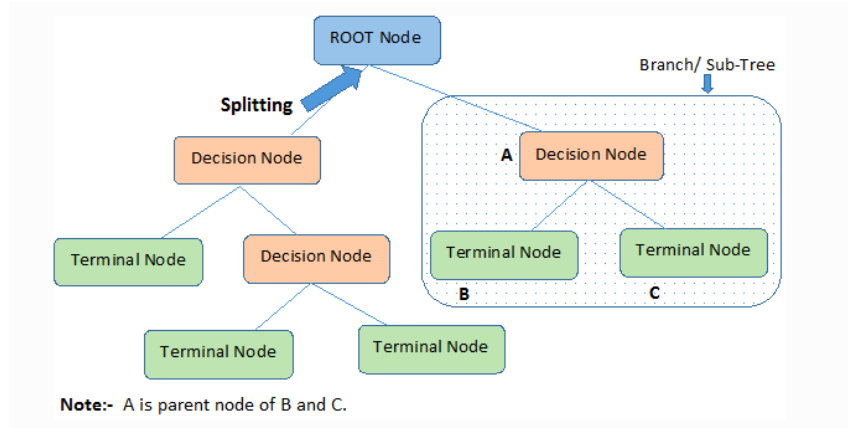 ROOT Node
Branch/ Sub-Tree
Splitting
Decision Node
A
Decision Node
Terminal Node
Decision Node
Terminal Node
Terminal Node
B
C
Terminal Node
Terminal Node
Note:- A is parent node of B and C.